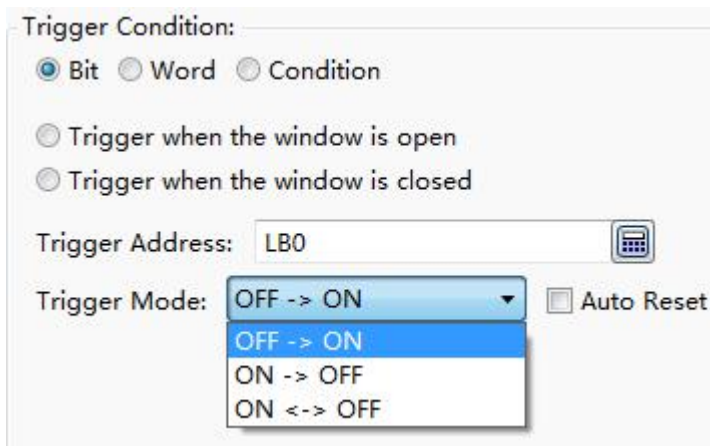 Trigger Condition:
Bit Word Condition
Trigger when the window is open
Trigger when the window is closed
Trigger Address: LB0
Trigger Mode: OFF -> ON Auto Reset
OFF -> ON
ON -> OFF
ON <-> OFF